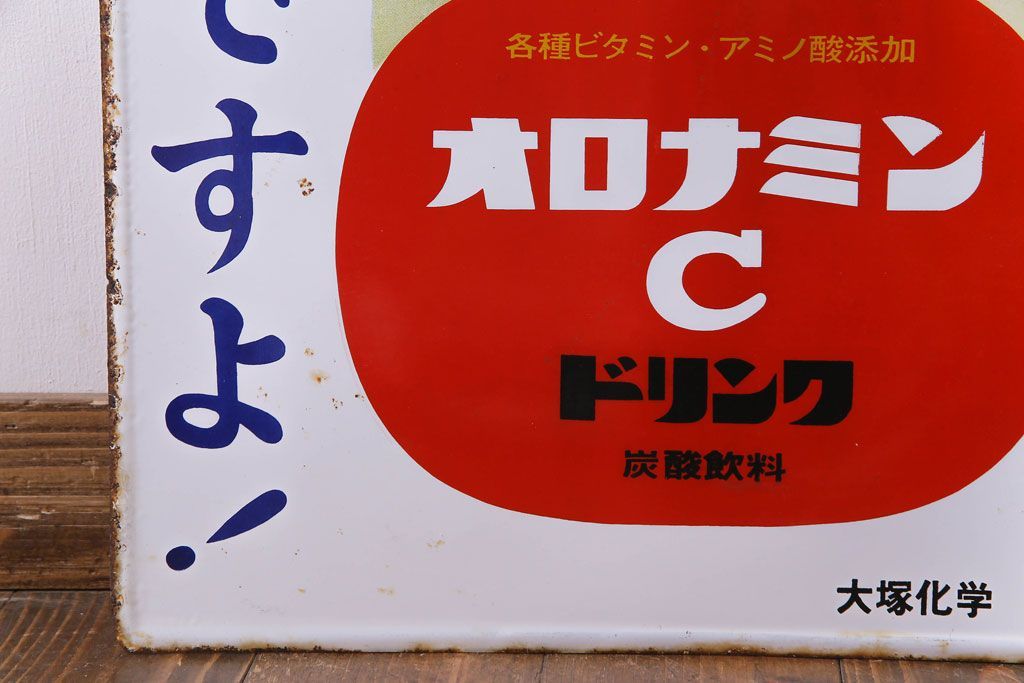 ですよ!
各種ビタミン・アミノ酸添加
オロナミン
C
ドリンク
炭酸飲料
大塚化学